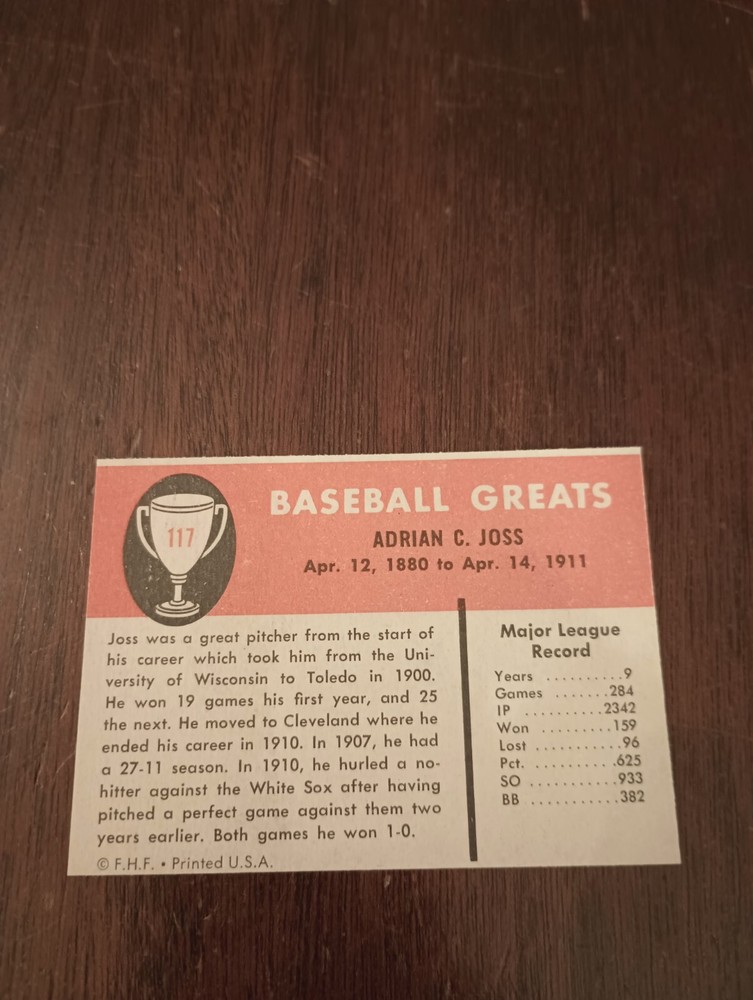 117
BASEBALL GREATS
ADRIAN C. JOSS
Apr. 12, 1880 to Apr. 14, 1911
Joss was a great pitcher from the start of
his career which took him from the Uni-
versity of Wisconsin to Toledo in 1900.
He won 19 games his first year, and 25
the next. He moved to Cleveland where he
ended his career in 1910. In 1907, he had
a 27-11 season. In 1910, he hurled a no-
hitter against the White Sox after having
pitched a perfect game against them two
years earlier. Both games he won 1-0.
© F.H.F. • Printed U.S.A.
Major League
Record
Years ..........9
Games .......284
IP ..........2342
Won .........159
Lost ..........96
Pct. .........625
SO ...........933
BB ...........382